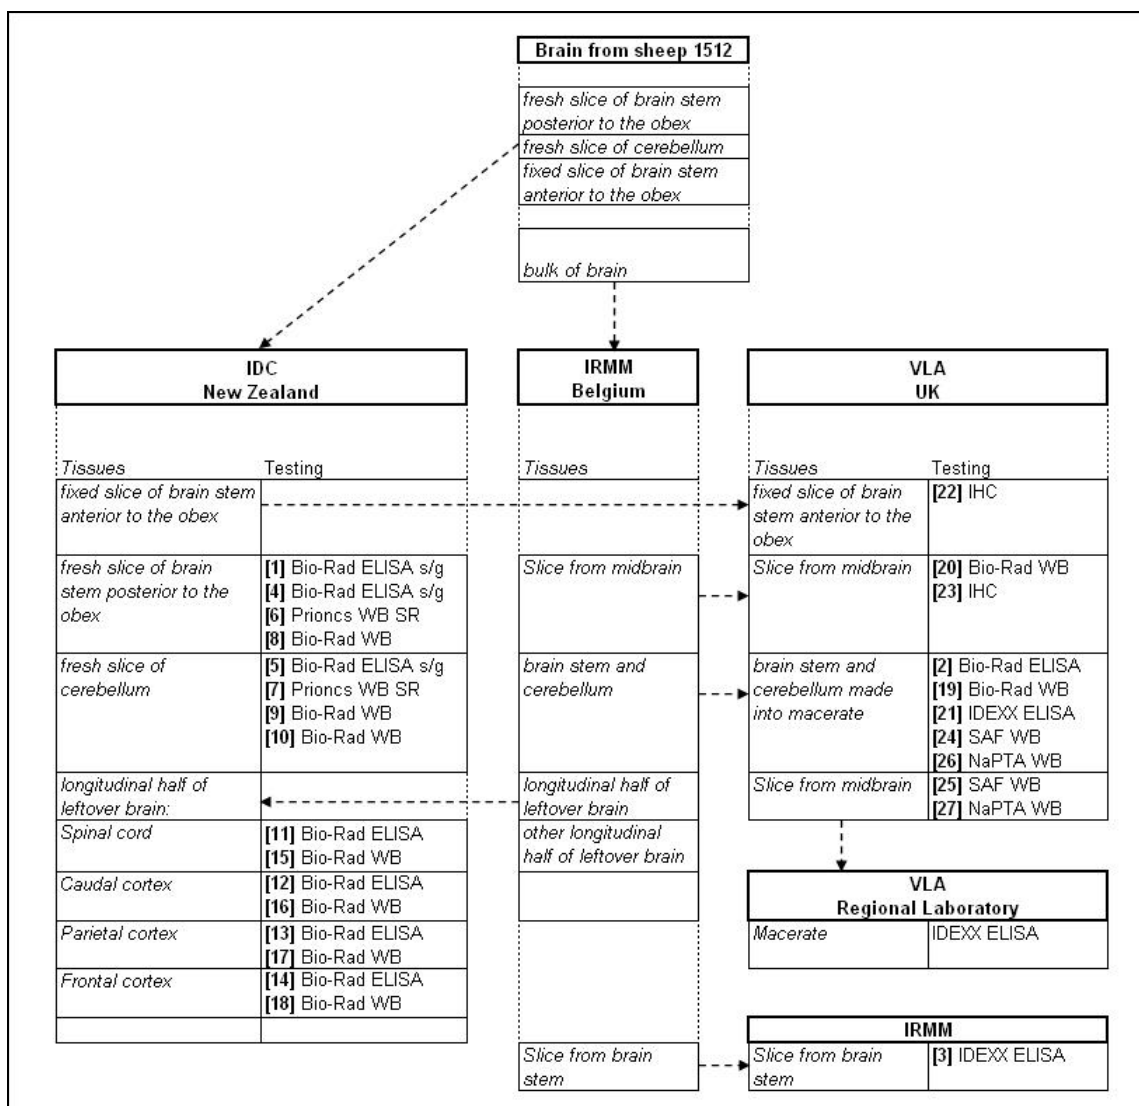 Brain from sheep 1512
fresh slice of brain stem
posterior to the obex
fresh slice of cerebellum
fixed slice of brain stem
anterior to the obex
bulk of brain
IDC
New Zealand
Tissues Testing
fixed slice of brain stem
anterior to the obex
fresh slice of brain
stem posterior to the
obex
[1] Bio-Rad ELISA s/g
[4] Bio-Rad ELISA s/g
[6] Prioncs WB SR
[8] Bio-Rad WB
fresh slice of
cerebellum
[5] Bio-Rad ELISA s/g
[7] Prioncs WB SR
[9] Bio-Rad WB
[10] Bio-Rad WB
longitudinal half of
leftover brain:
Spinal cord
[11] Bio-Rad ELISA
[15] Bio-Rad WB
Caudal cortex
[12] Bio-Rad ELISA
[16] Bio-Rad WB
Parietal cortex
[13] Bio-Rad ELISA
[17] Bio-Rad WB
Frontal cortex
[14] Bio-Rad ELISA
[18] Bio-Rad WB
IRMM
Belgium
Tissues
Slice from midbrain
brain stem and
cerebellum
longitudinal half of
leftover brain
other longitudinal
half of leftover brain
Slice from brain
stem
VLA
UK
Tissues Testing
fixed slice of brain
stem anterior to the
obex
[22] IHC
Slice from midbrain
[20] Bio-Rad WB
[23] IHC
brain stem and
cerebellum made
into macerate
[2] Bio-Rad ELISA
[19] Bio-Rad WB
[21] IDEXX ELISA
[24] SAF WB
[26] NaPTA WB
Slice from midbrain
[25] SAF WB
[27] NaPTA WB
VLA
Regional Laboratory
Macerate IDEXX ELISA
IRMM
Slice from brain
stem
[3] IDEXX ELISA